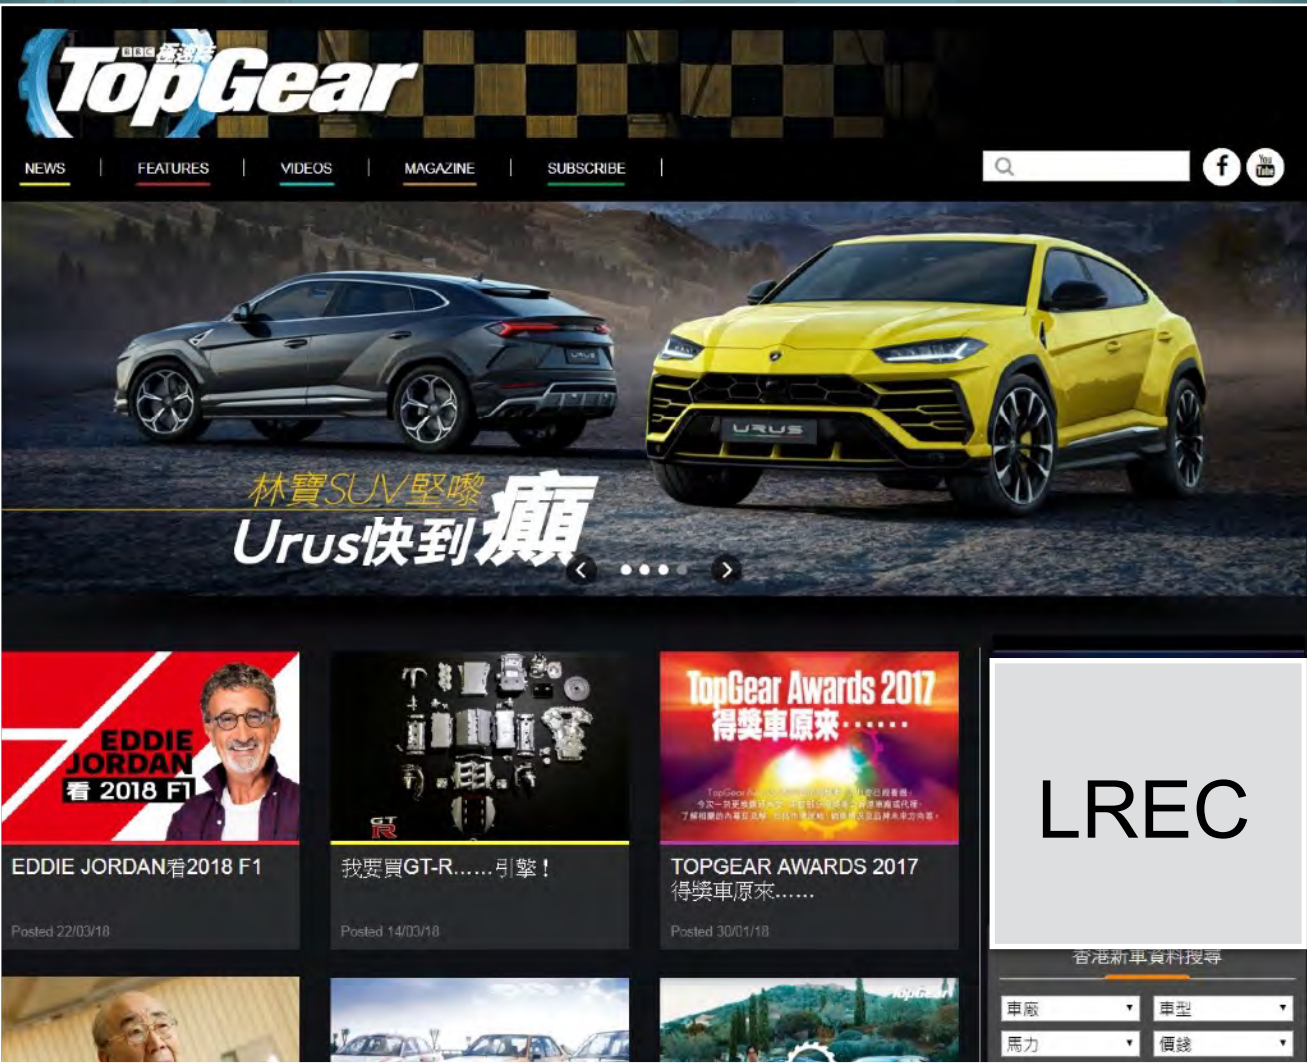 BBC 極速誌
TopGear
NEWS
FEATURES
VIDEOS
MAGAZINE
SUBSCRIBE
f
You
Tube
URUS
URUS
林寶SUV堅嚟
Urus快到癲
EDDIE
JORDAN
看 2018 F1
EDDIE JORDAN看2018 F1
Posted 22/03/18
GT
R
我要買GT-R......引擎！
Posted 14/03/18
TopGear Awards 2017
得獎車原來......
TOPGEAR AWARDS 2017
得獎車原來......
Posted 30/01/18
LREC
香港新車資料搜尋
車廠
車型
馬力
價錢
TopGear